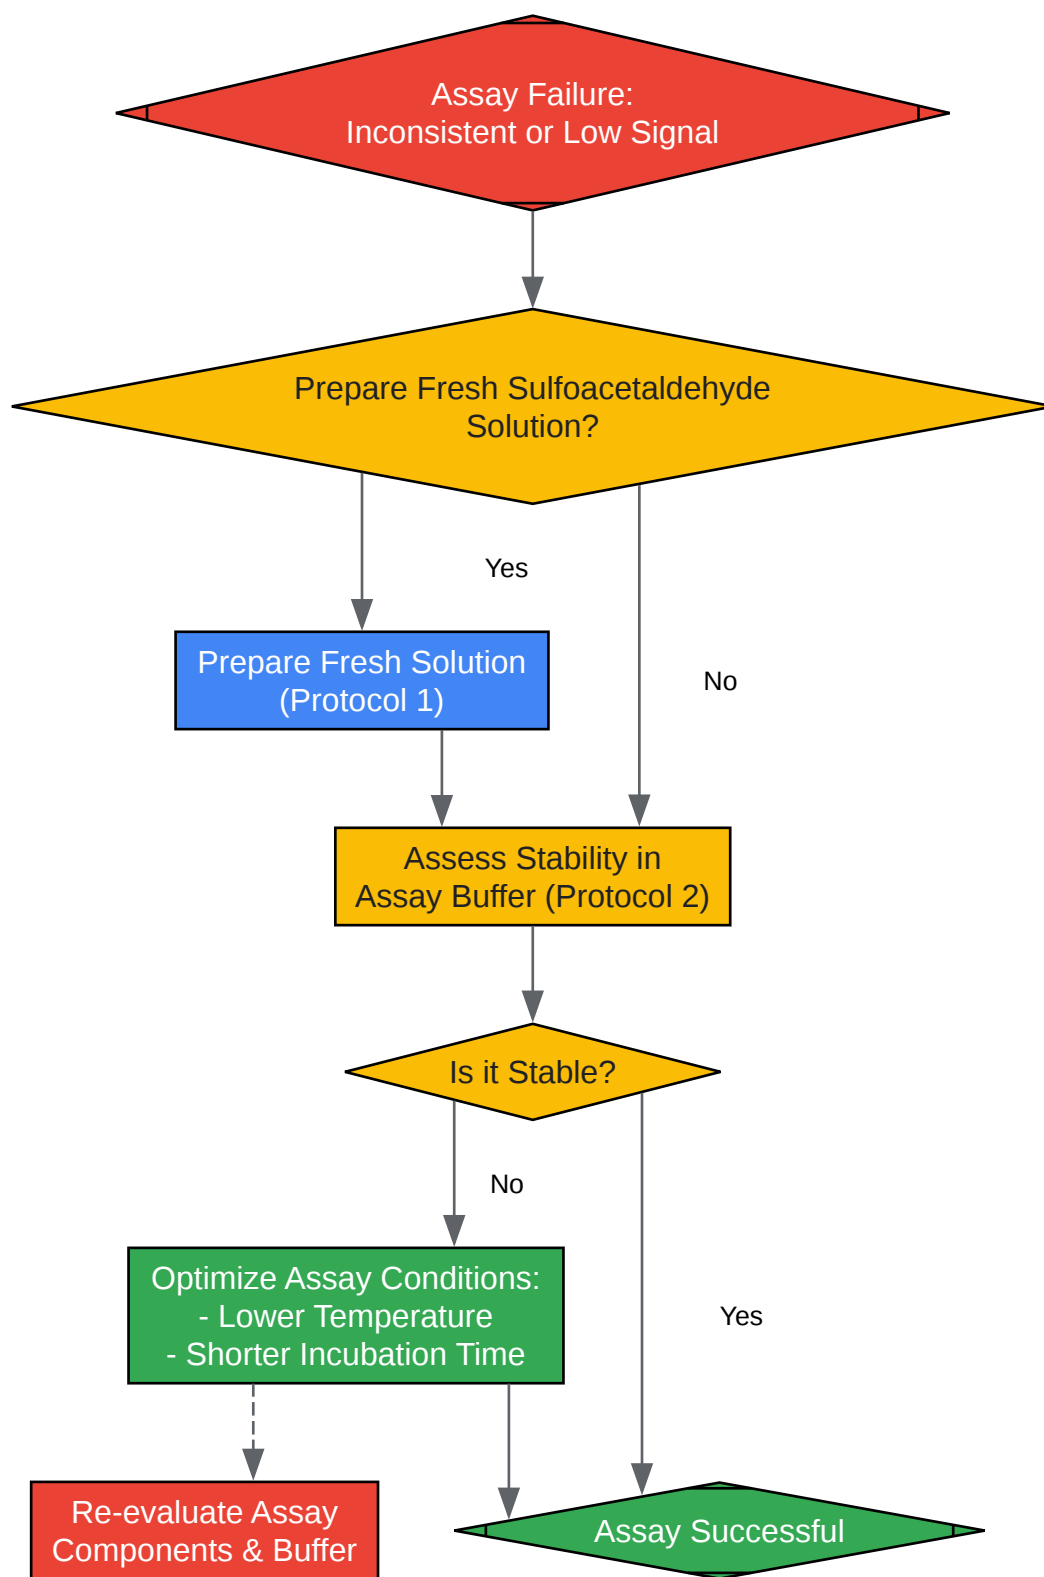 Assay Failure:
Inconsistent or Low Signal
Prepare Fresh Sulfoacetaldehyde
Solution?
Yes
Prepare Fresh Solution
(Protocol 1)
No
Assess Stability in
Assay Buffer (Protocol 2)
Is it Stable?
No
Optimize Assay Conditions:
- Lower Temperature
- Shorter Incubation Time
Yes
Re-evaluate Assay
Components & Buffer
Assay Successful